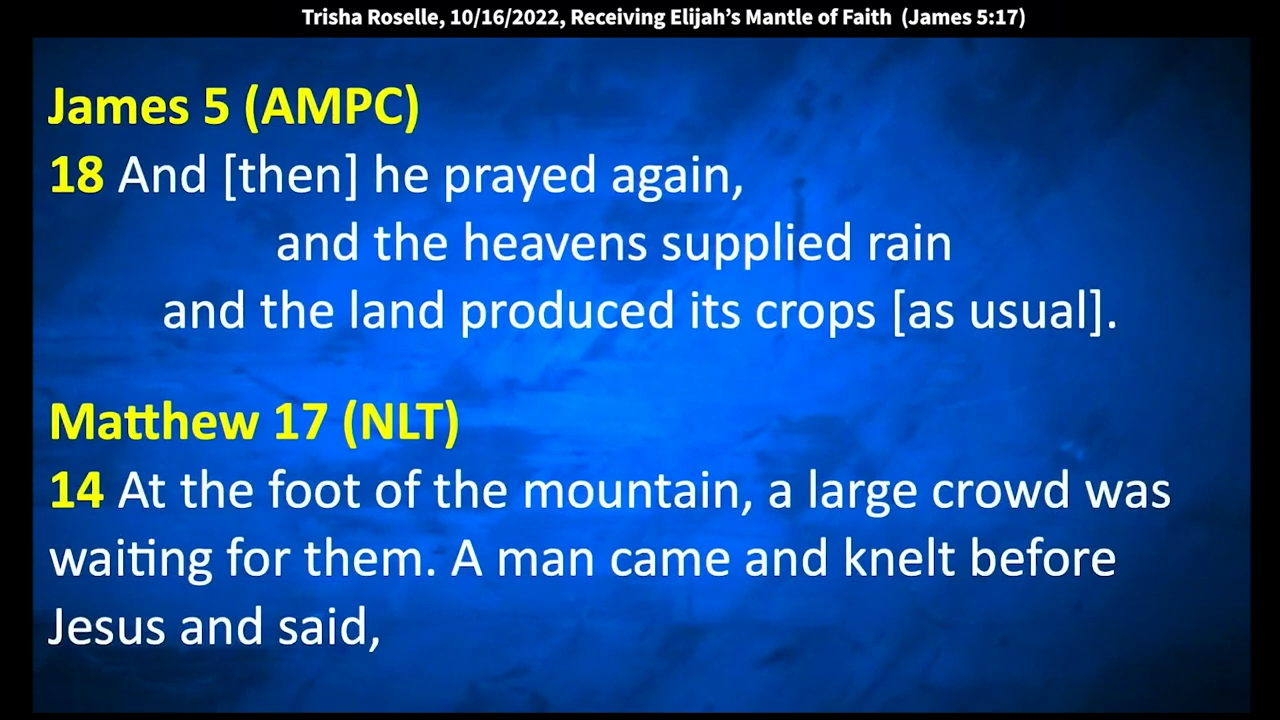 Trisha Roselle, 10/16/2022, Receiving Elijah’s Mantle of Faith (James 5:17)
James 5 (AMPC)
18 And [then] he prayed again,
and the heavens supplied rain
and the land produced its crops [as usual].
Matthew 17 (NLT)
14 At the foot of the mountain, a large crowd was
waiting for them. A man came and knelt before
Jesus and said,